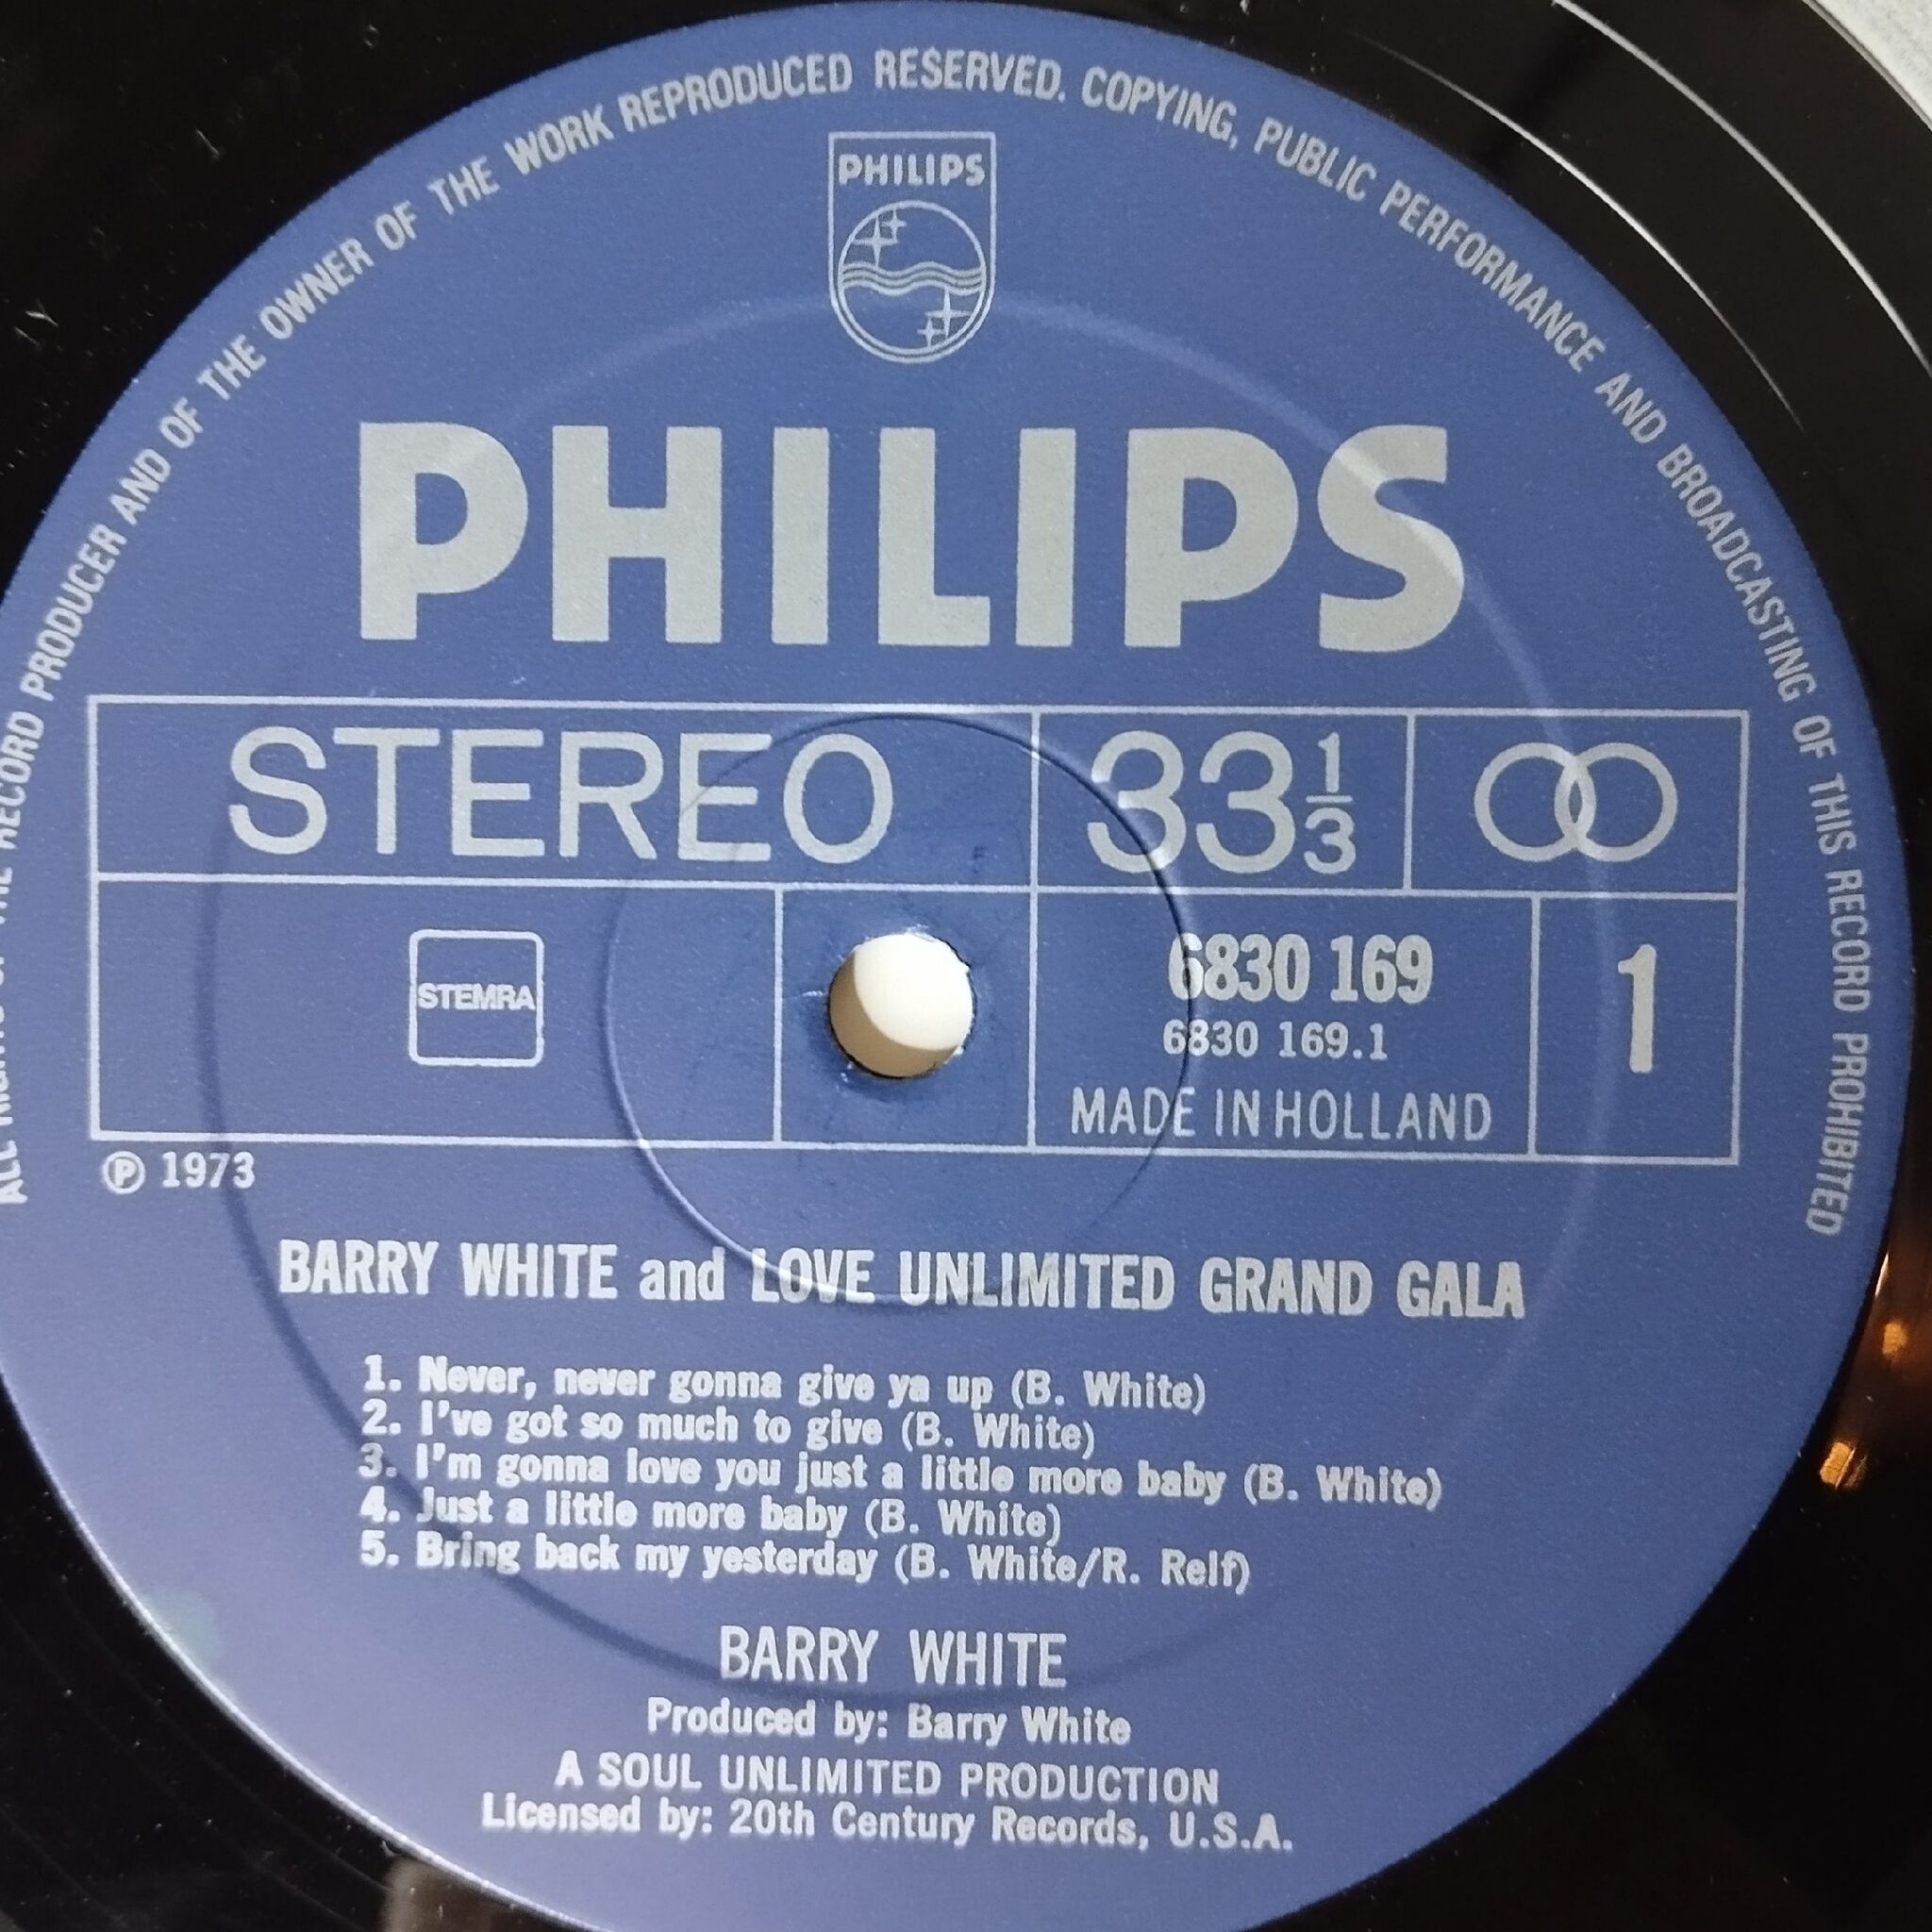 ALL RIGHTS OF THE RECORD PRODUCER AND OF THE OWNER OF THE WORK REPRODUCED RESERVED. COPYING, PUBLIC PERFORMANCE AND BROADCASTING OF THIS RECORD PROHIBITED
PHILIPS
PHILIPS
STEREO 33 1/3
STEMRA
6830 169 1
6830 169.1
MADE IN HOLLAND
℗ 1973
BARRY WHITE and LOVE UNLIMITED GRAND GALA
1. Never, never gonna give ya up (B. White)
2. I've got so much to give (B. White)
3. I'm gonna love you just a little more baby (B. White)
4. Just a little more baby (B. White)
5. Bring back my yesterday (B. White/R. Relf)
BARRY WHITE
Produced by: Barry White
A SOUL UNLIMITED PRODUCTION
Licensed by: 20th Century Records, U.S.A.